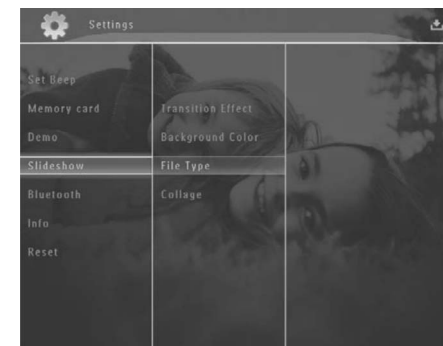 Settings
Set Beep
Memory card
Demo
Slideshow
Bluetooth
Info
Reset
Transition Effect
Background Color
File Type
Collage